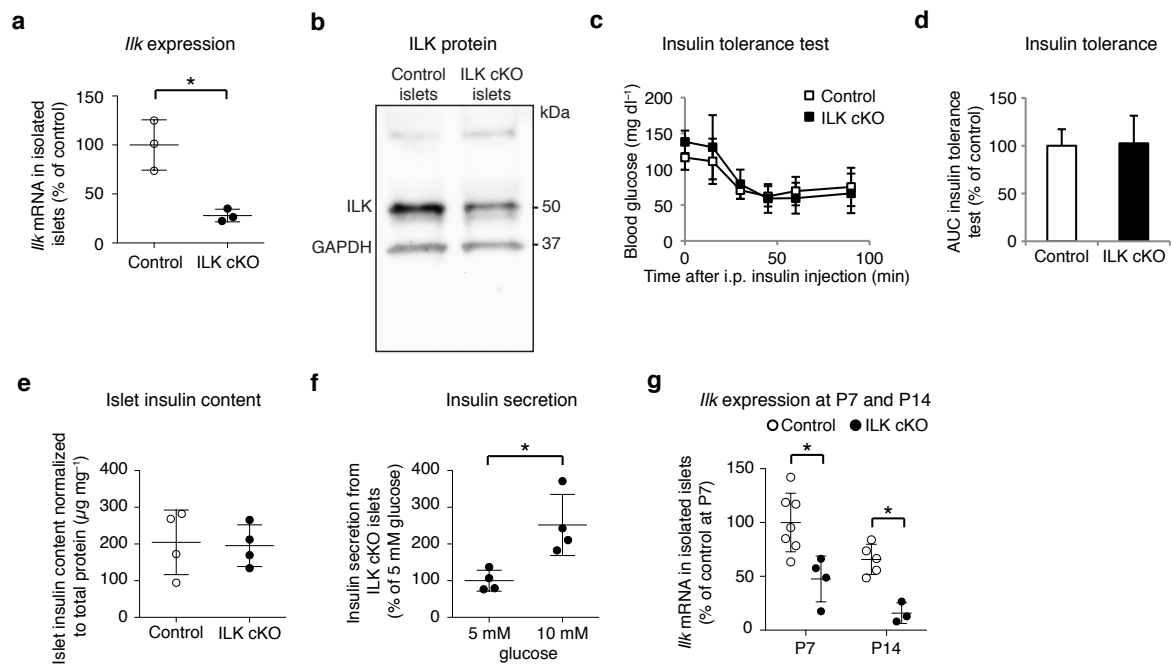 a
Ilk expression
Ilk mRNA in isolated
islets (% of control)
150
100
50
0
*
Control
ILK cKO
b
ILK protein
Control
islets
ILK cKO
islets
kDa
ILK
GAPDH
50
37
c
Insulin tolerance test
Blood glucose (mg dl⁻¹)
200
150
100
50
0
Control
ILK cKO
0
50
100
Time after i.p. insulin injection (min)
d
Insulin tolerance
AUC insulin tolerance
test (% of control)
150
100
50
0
Control
ILK cKO
e
Islet insulin content
Islet insulin content normalized
to total protein (µg mg⁻¹)
400
300
200
100
0
Control
ILK cKO
f
Insulin secretion
Insulin secretion from
ILK cKO islets
(% of 5 mM glucose)
400
300
200
100
0
*
5 mM
10 mM
glucose
g
Ilk expression at P7 and P14
Control
ILK cKO
Ilk mRNA in isolated islets
(% of control at P7)
150
100
50
0
*
*
P7
P14